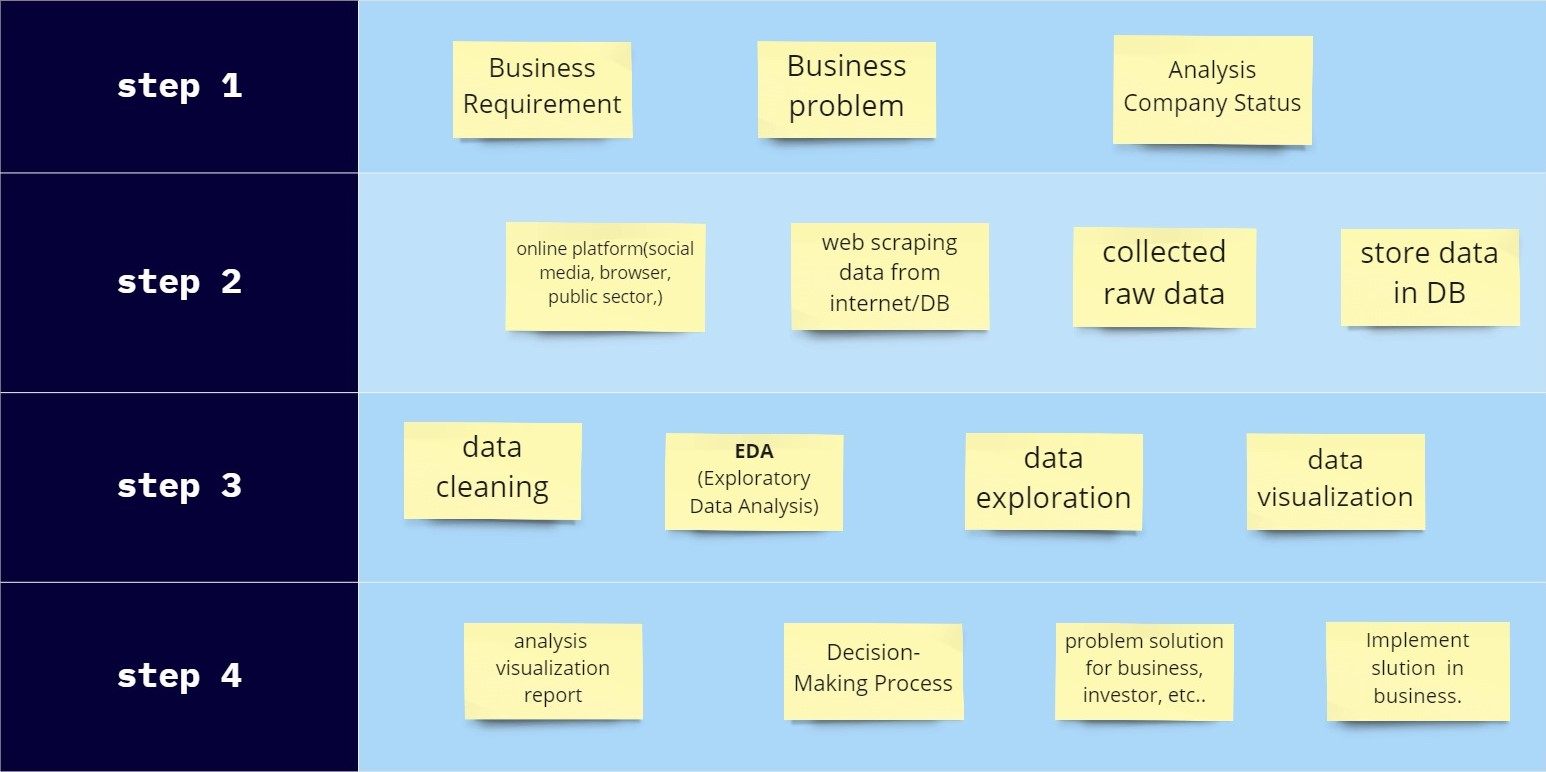 step 1
Business
Requirement
Business
problem
Analysis
Company Status
step 2
online platform(social
media, browser,
public sector,)
web scraping
data from
internet/DB
collected
raw data
store data
in DB
step 3
data
cleaning
EDA
(Exploratory
Data Analysis)
data
exploration
data
visualization
step 4
analysis
visualization
report
Decision-
Making Process
problem solution
for business,
investor, etc..
Implement
slution in
business.